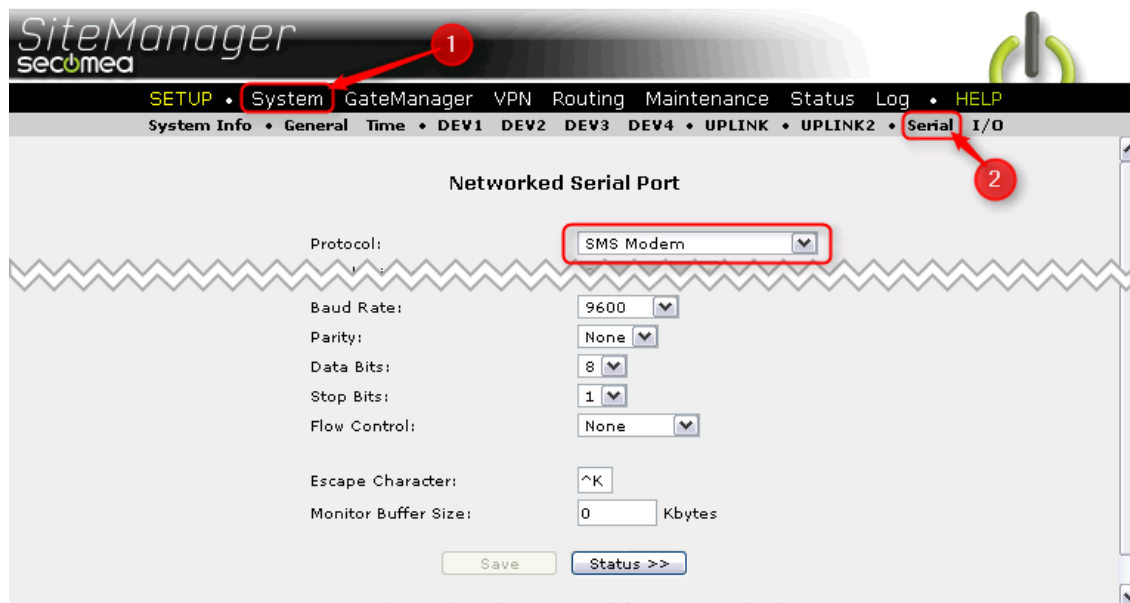 SiteManager
secomea
1
SETUP • System GateManager VPN Routing Maintenance Status Log • HELP
System Info • General Time • DEV1 DEV2 DEV3 DEV4 • UPLINK • UPLINK2 • Serial I/O
2
Networked Serial Port
Protocol: SMS Modem
Baud Rate: 9600
Parity: None
Data Bits: 8
Stop Bits: 1
Flow Control: None
Escape Character: ^K
Monitor Buffer Size: 0 Kbytes
Save Status >>